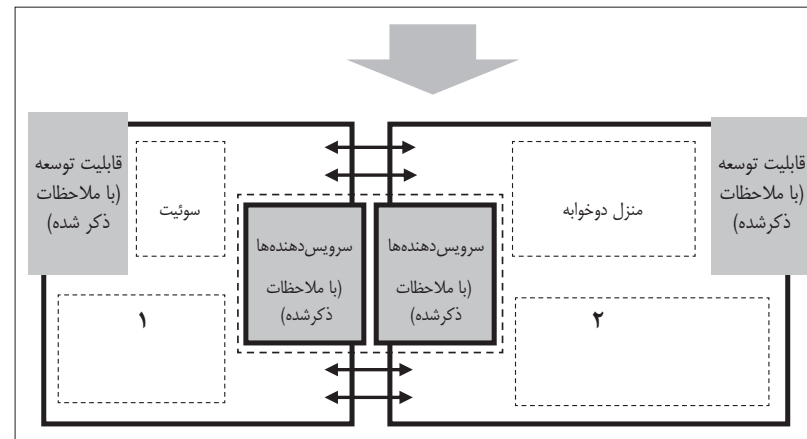 قابلیت توسعه
(با ملاحظات
ذکرشده)
منزل دوخوابه
۲
سرویس‌دهنده‌ها
(با ملاحظات
ذکرشده)
سرویس‌دهنده‌ها
(با ملاحظات
ذکرشده)
سوئیت
۱
قابلیت توسعه
(با ملاحظات
ذکر شده)